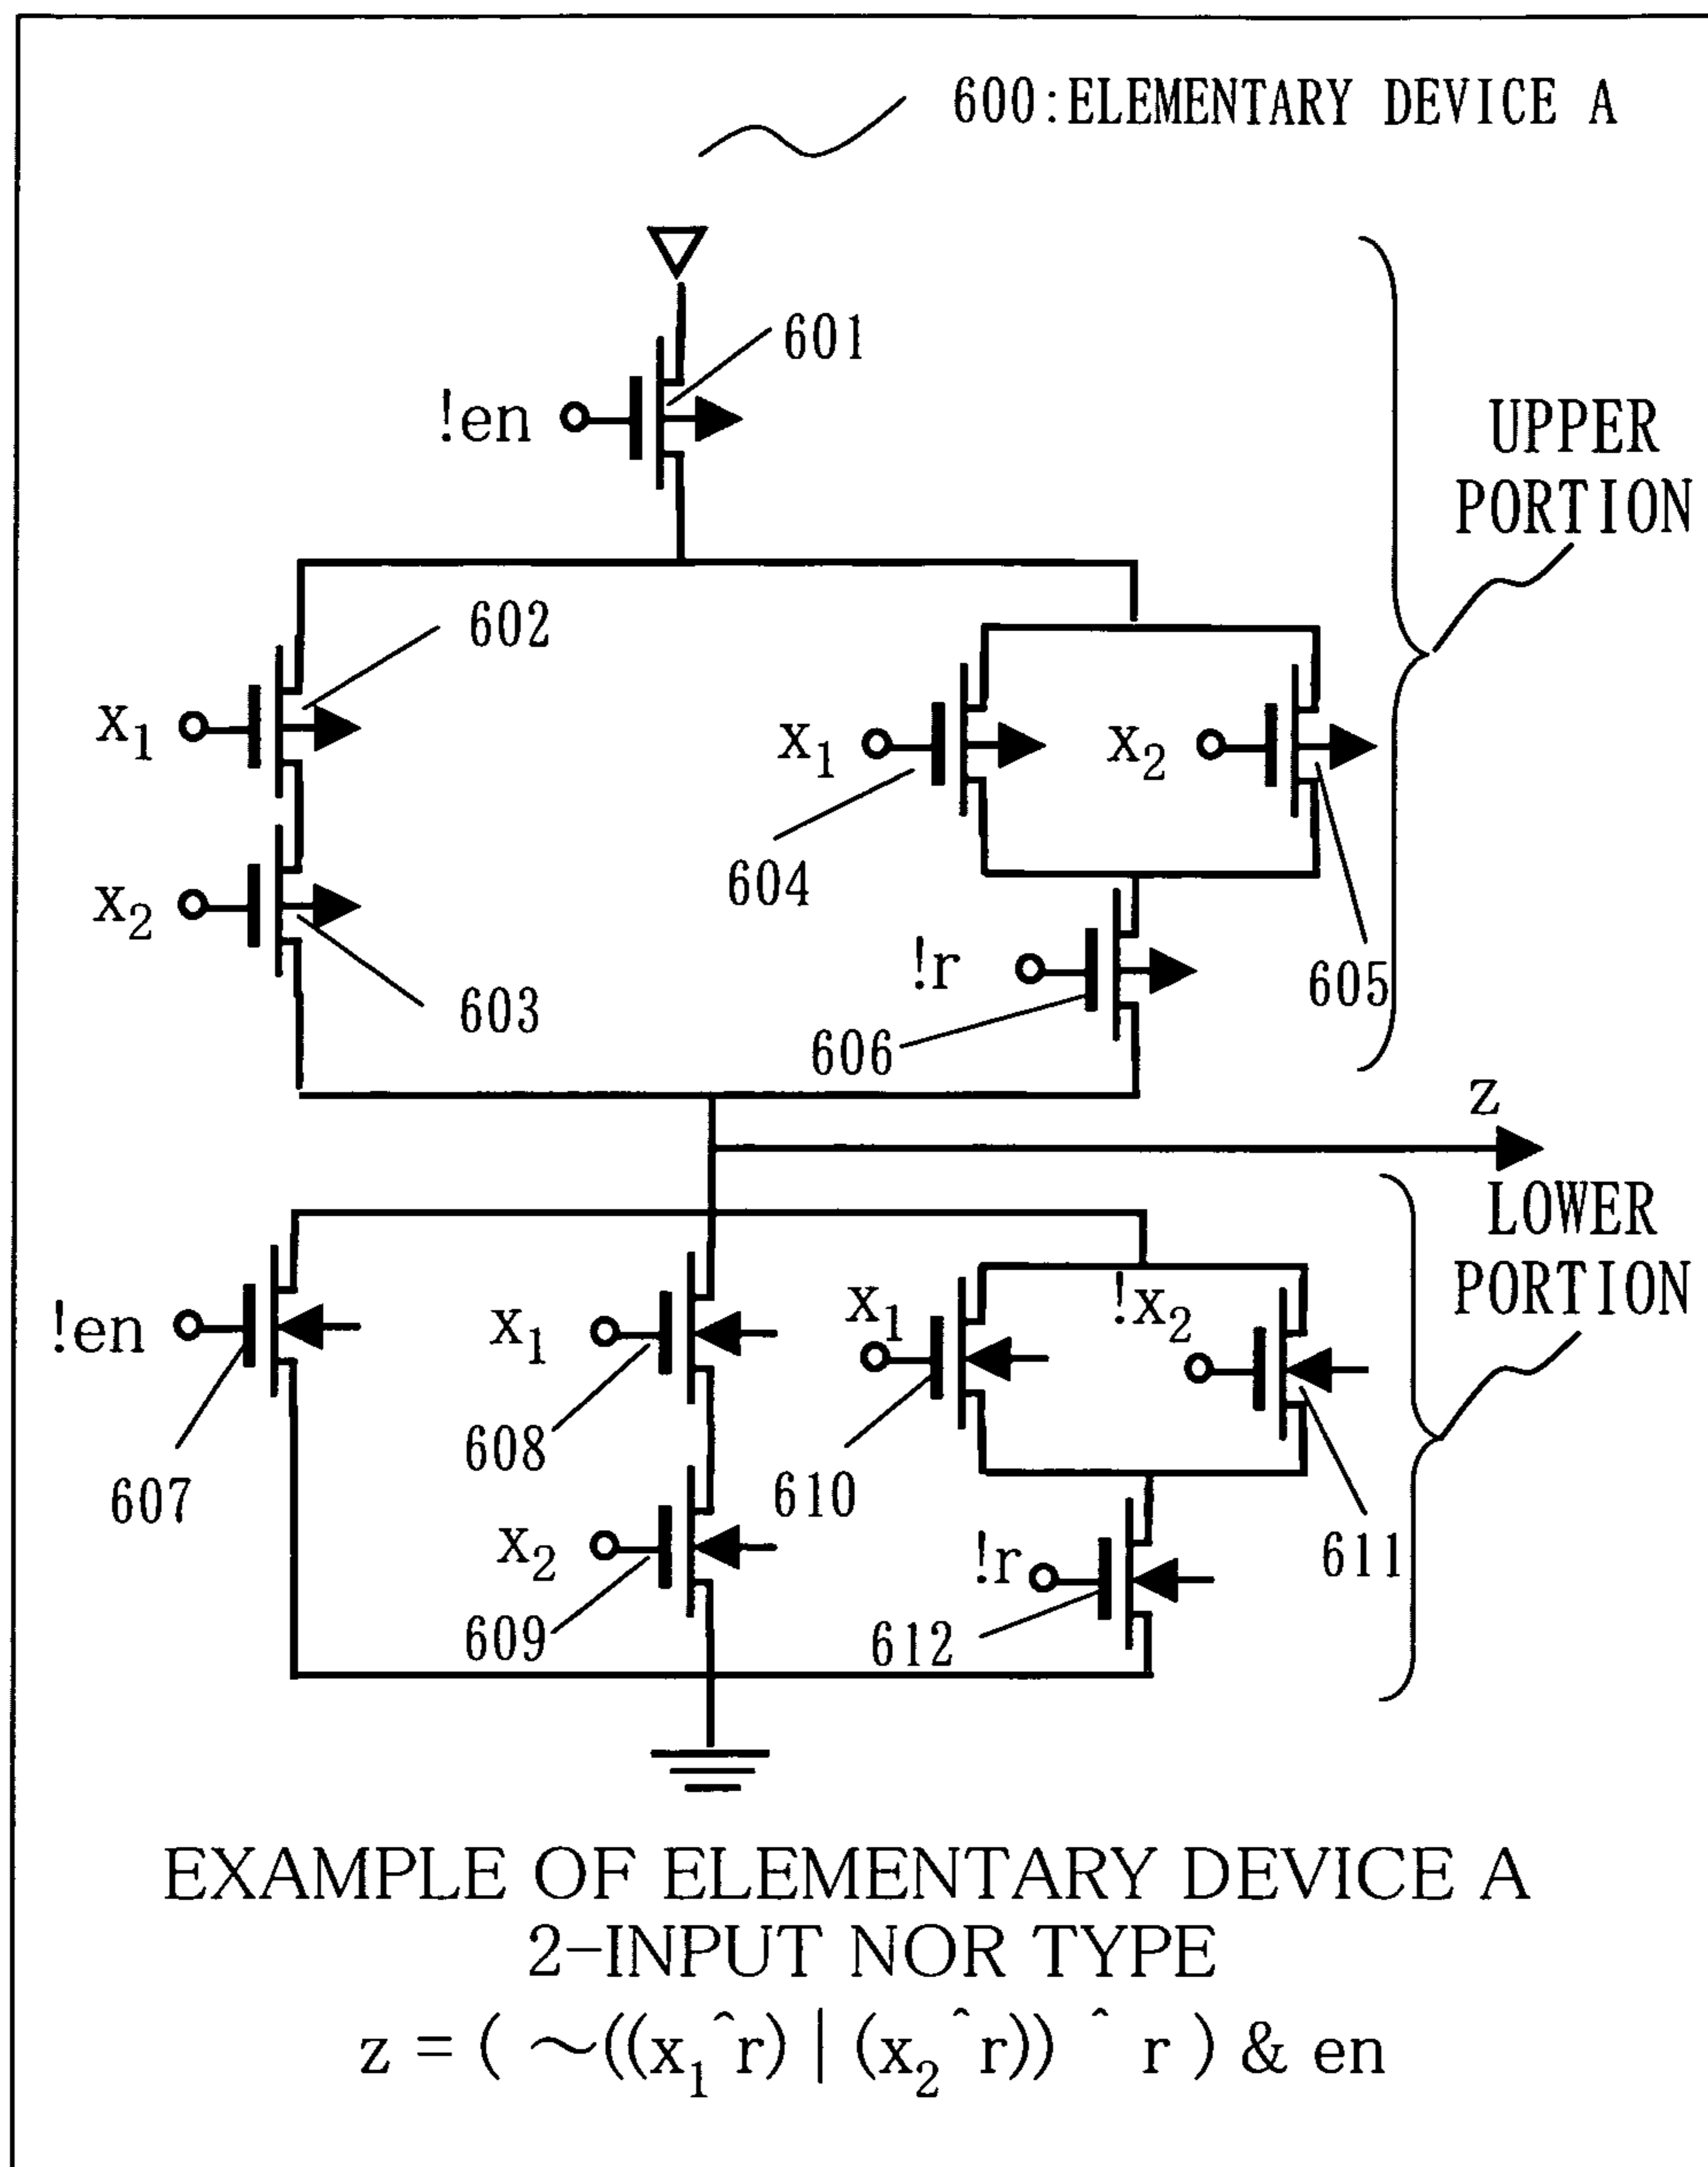 600:ELEMENTARY DEVICE A
601
!en
UPPER
PORTION
602
x1
x1
x2
604
x2
603
!r
605
606
z
LOWER
PORTION
!en
x1
x1
!x2
607
608
610
611
x2
!r
609
612
EXAMPLE OF ELEMENTARY DEVICE A
2-INPUT NOR TYPE
z = ( ~((x1^r) | (x2^r)) ^ r ) & en